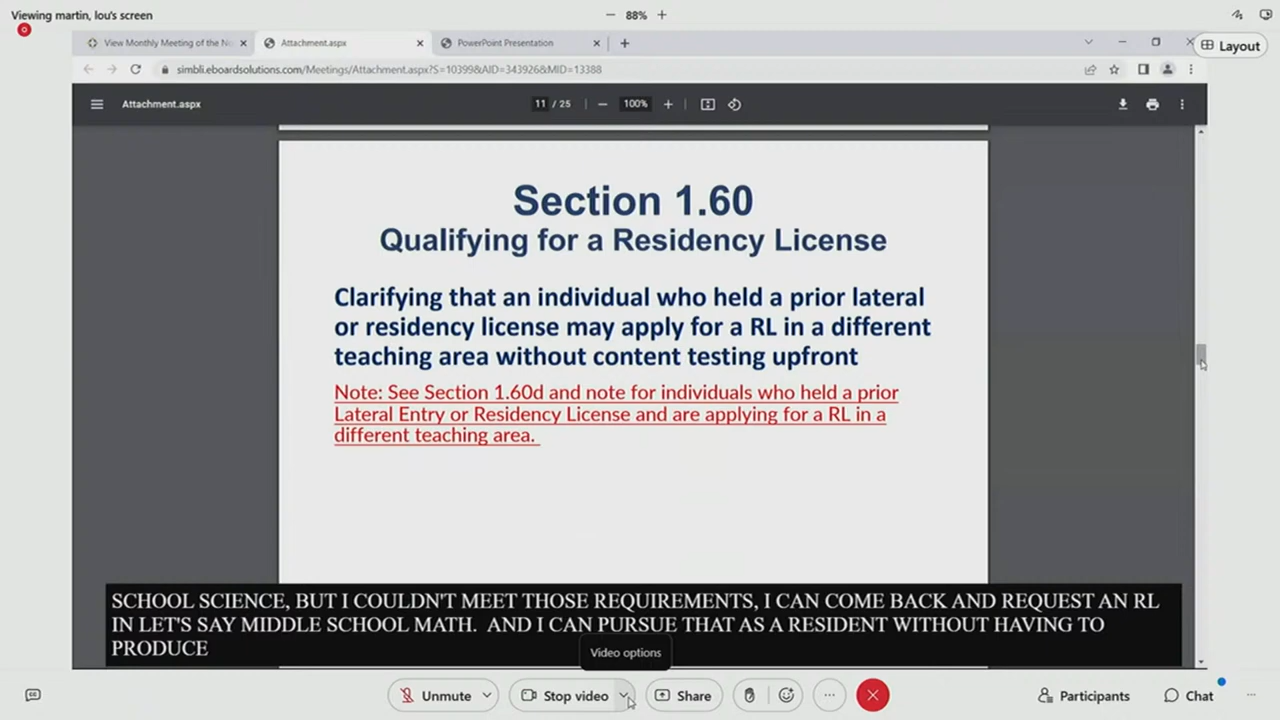 Viewing martin, lou's screen
88%
Layout
View Monthly Meeting of the No
Attachment.aspx
PowerPoint Presentation
simbli.eboardsolutions.com/Meetings/Attachment.aspx?S=10399&AID=343926&MID=13388
Attachment.aspx
11 / 25
100%
Section 1.60
Qualifying for a Residency License
Clarifying that an individual who held a prior lateral
or residency license may apply for a RL in a different
teaching area without content testing upfront
Note: See Section 1.60d and note for individuals who held a prior
Lateral Entry or Residency License and are applying for a RL in a
different teaching area.
SCHOOL SCIENCE, BUT I COULDN'T MEET THOSE REQUIREMENTS, I CAN COME BACK AND REQUEST AN RL
IN LET'S SAY MIDDLE SCHOOL MATH.  AND I CAN PURSUE THAT AS A RESIDENT WITHOUT HAVING TO
PRODUCE
Video options
Unmute
Stop video
Share
Participants
Chat